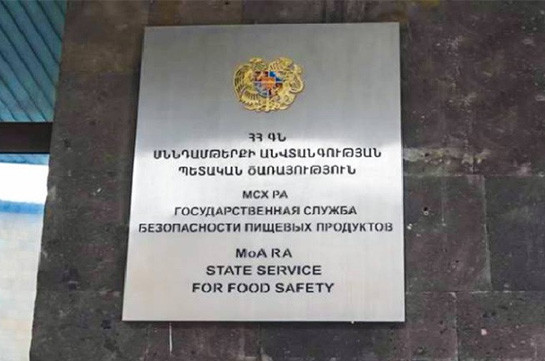 ՀՀ ԳՆ
ՍՆՆԴԱՄԹԵՐՔԻ ԱՆՎՏԱՆԳՈՒԹՅԱՆ
ՊԵՏԱԿԱՆ ԾԱՌԱՅՈՒԹՅՈՒՆ
МСХ РА
ГОСУДАРСТВЕННАЯ СЛУЖБА
БЕЗОПАСНОСТИ ПИЩЕВЫХ ПРОДУКТОВ
MoA RA
STATE SERVICE
FOR FOOD SAFETY